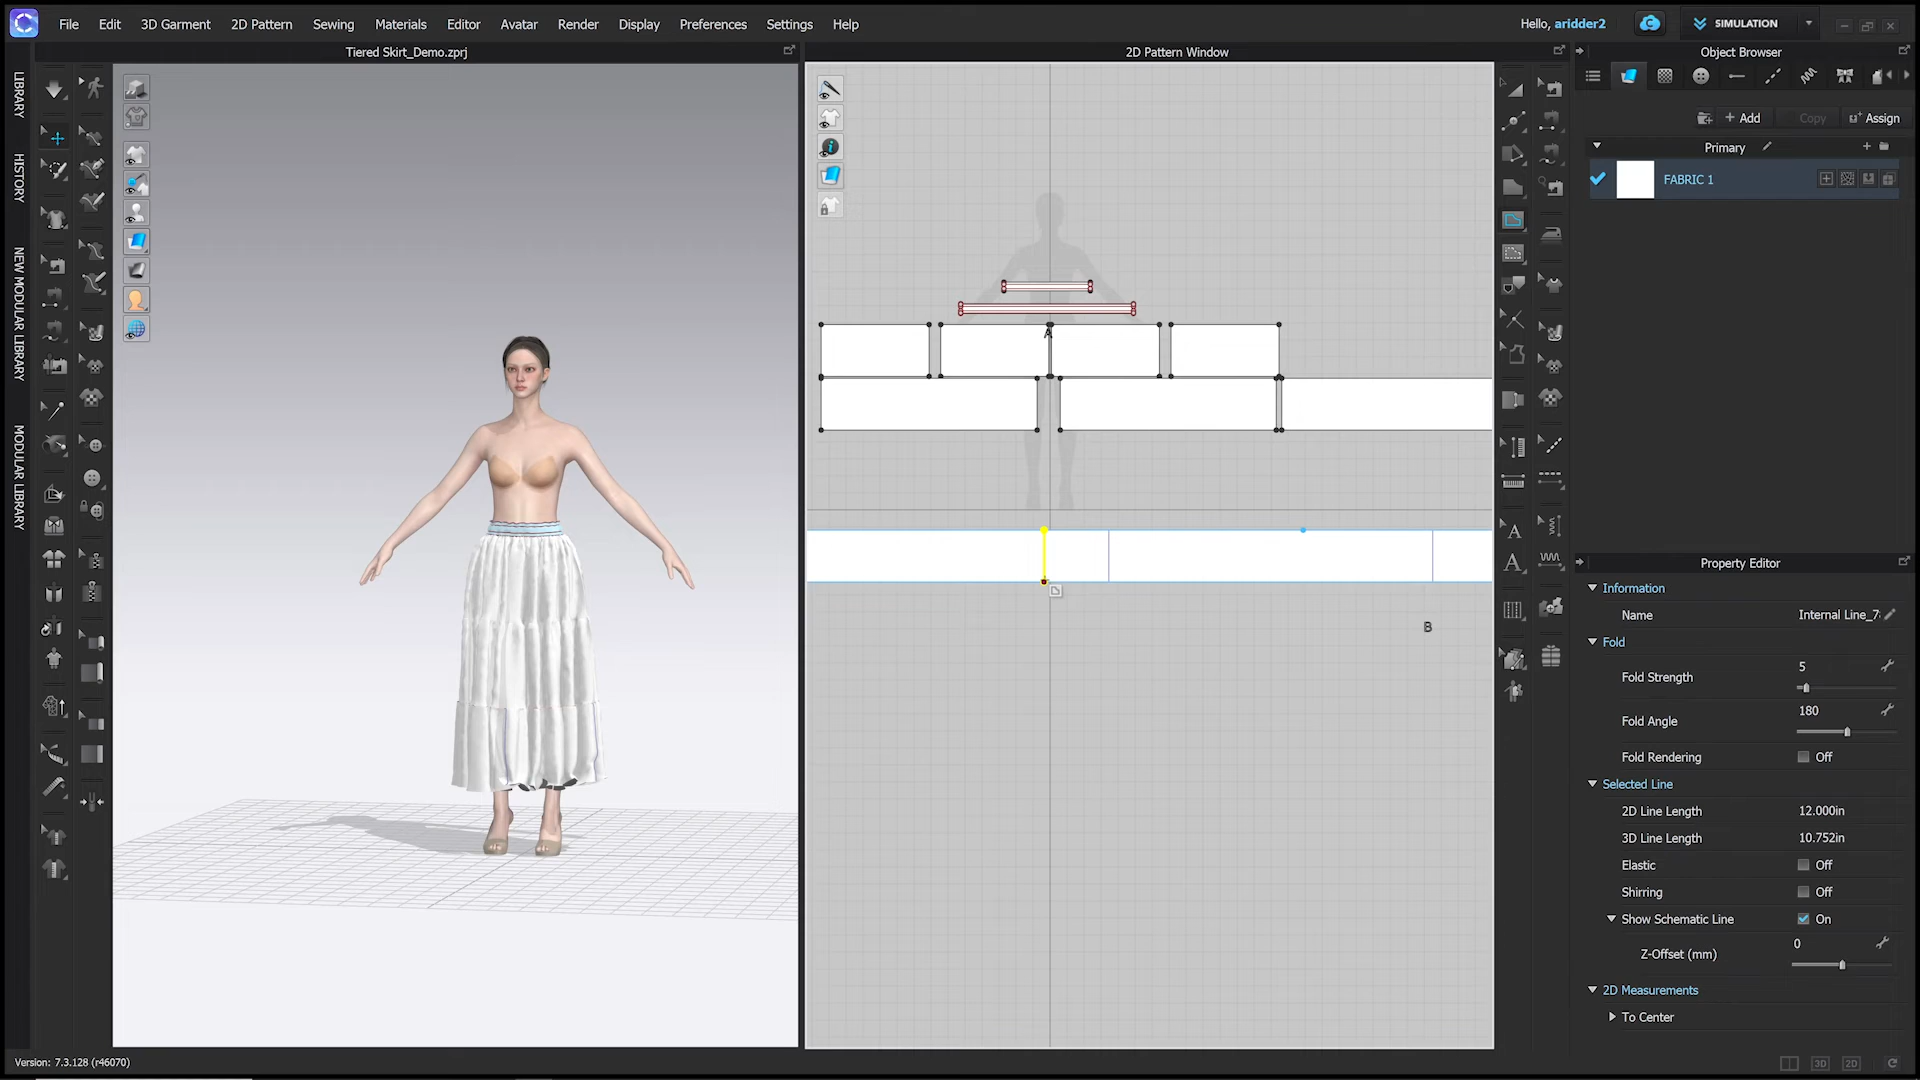 File Edit 3D Garment 2D Pattern Sewing Materials Editor Avatar Render Display Preferences Settings Help
Hello, aridder2
SIMULATION
Tiered Skirt_Demo.zprj
2D Pattern Window
Object Browser
LIBRARY
HISTORY
NEW MODULAR LIBRARY
MODULAR LIBRARY
+ Add Copy Assign
Primary
FABRIC 1
A
B
Property Editor
Information
Name Internal Line_7
Fold
Fold Strength 5
Fold Angle 180
Fold Rendering Off
Selected Line
2D Line Length 12.000in
3D Line Length 10.752in
Elastic Off
Shirring Off
Show Schematic Line On
Z-Offset (mm) 0
2D Measurements
To Center
Version: 7.3.128 (r46070)
3D 2D